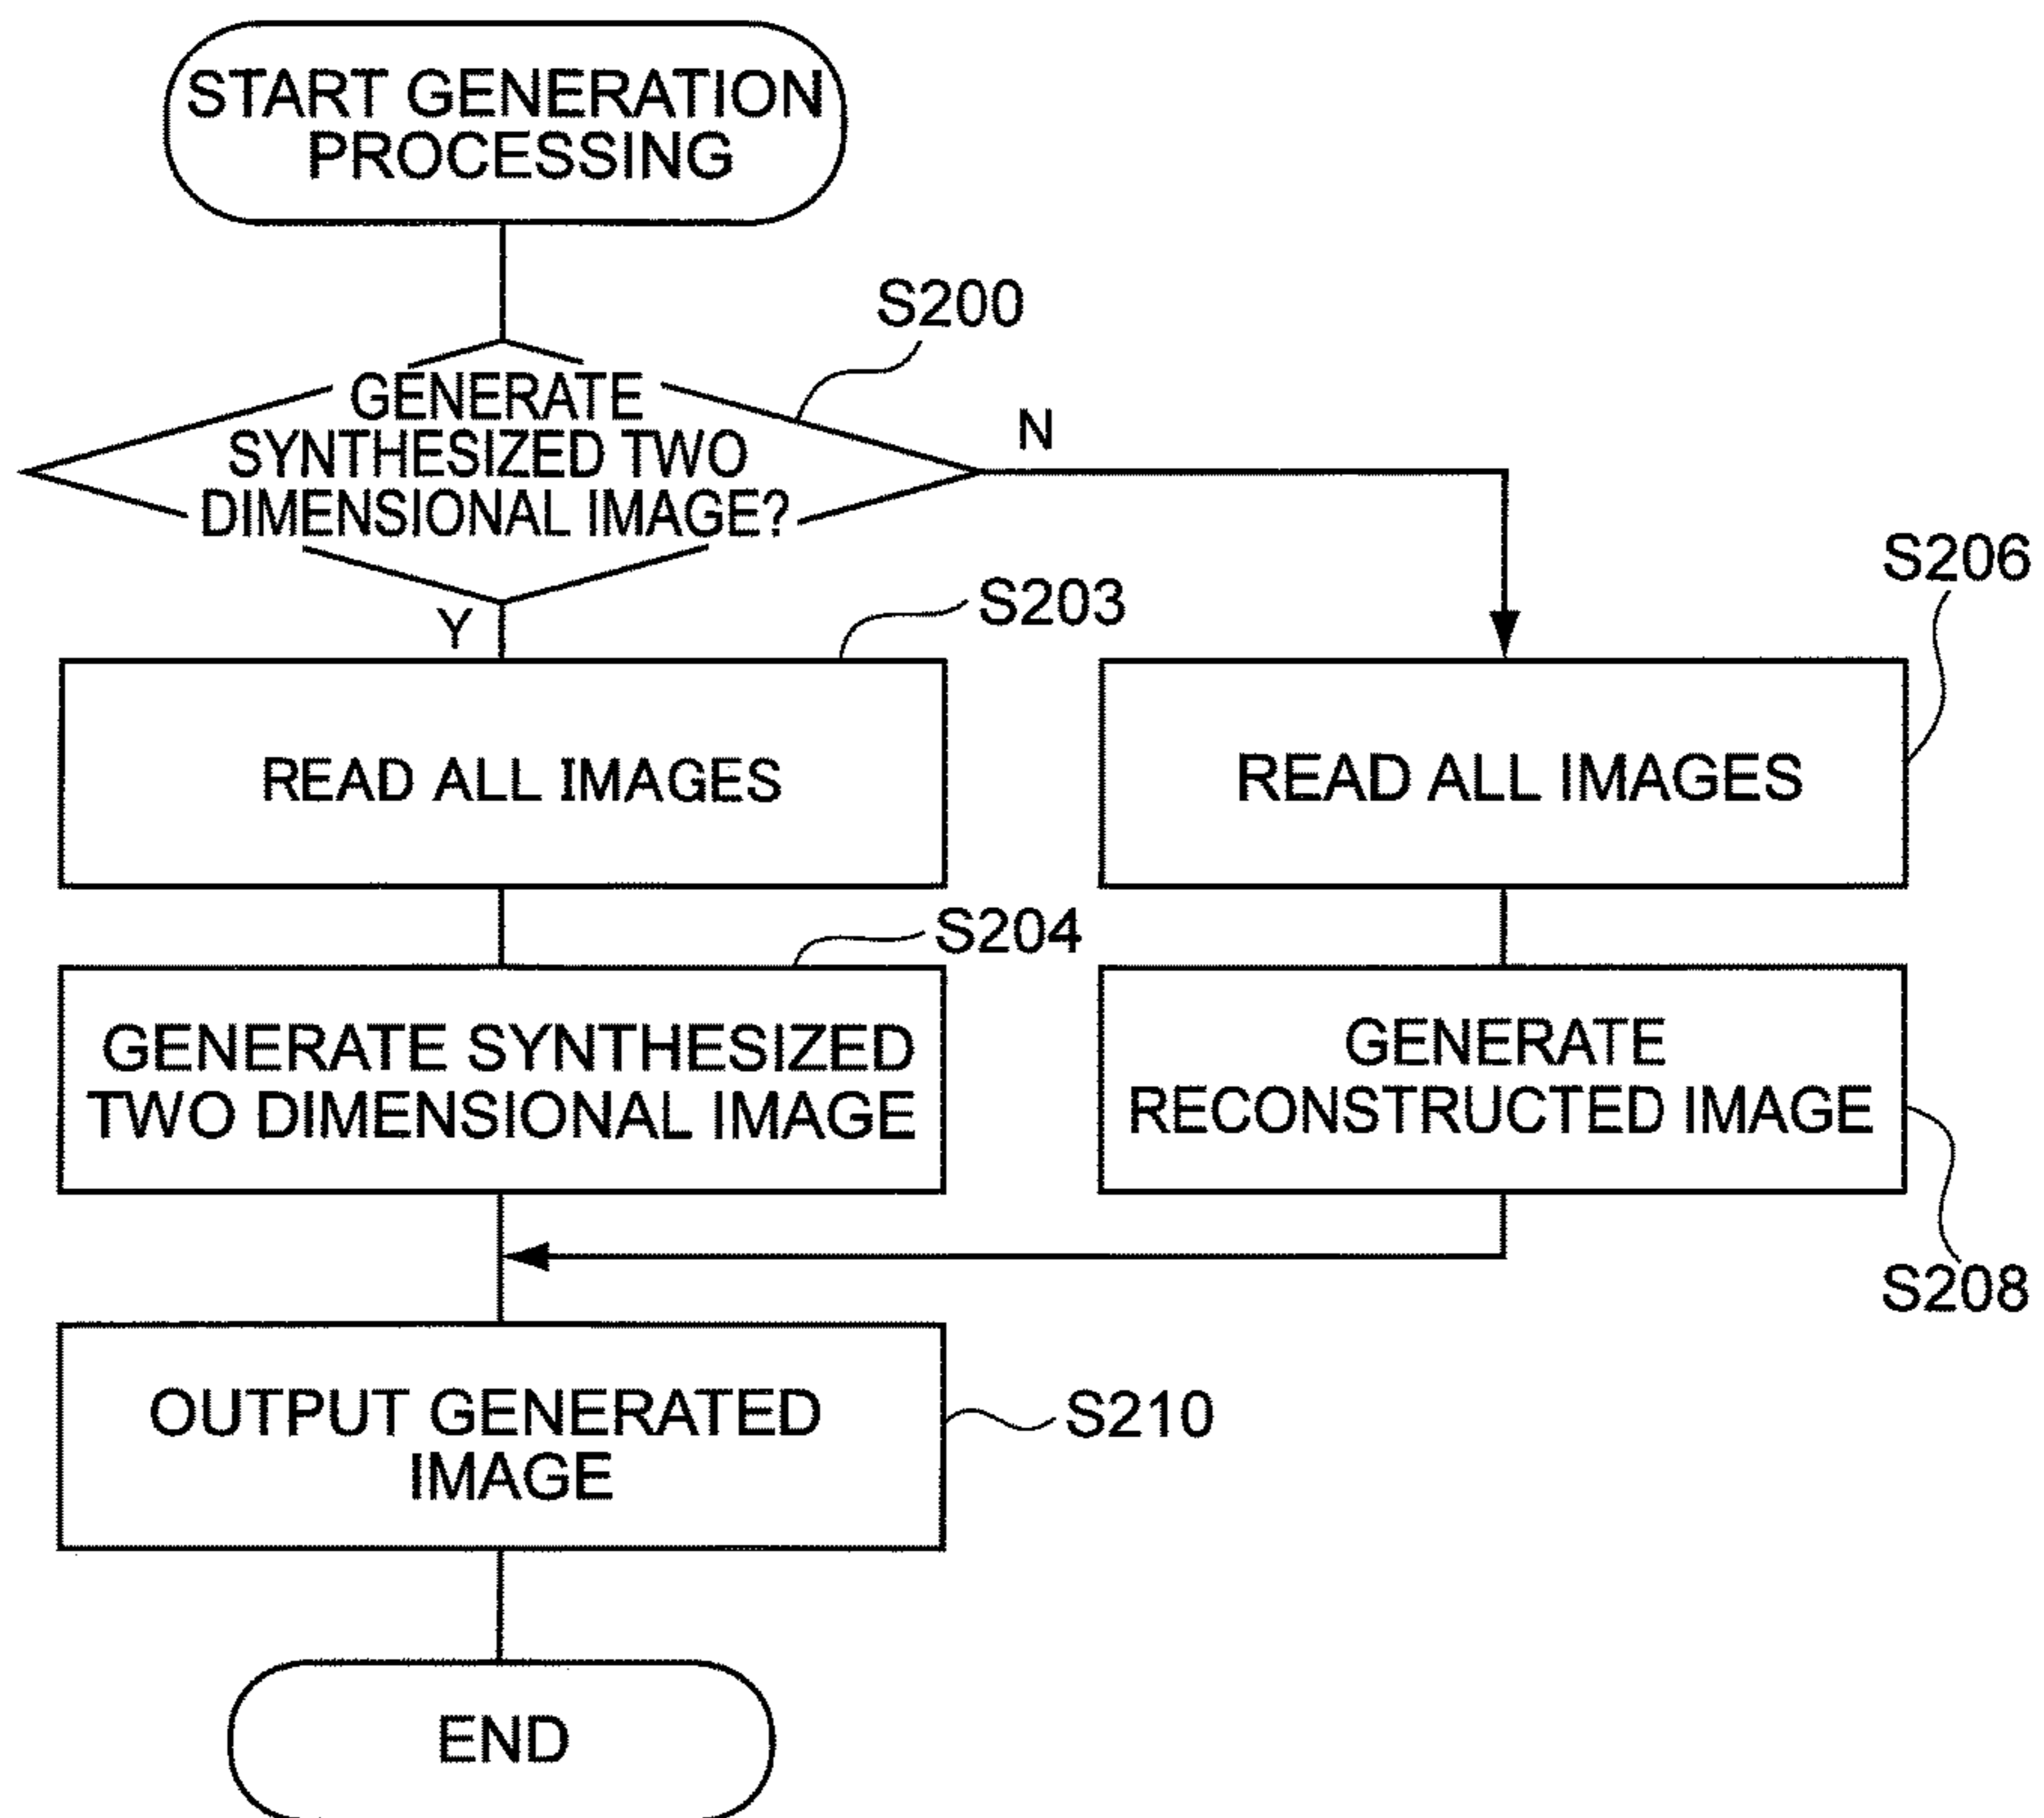 START GENERATION
PROCESSING
S200
GENERATE
SYNTHESIZED TWO
DIMENSIONAL IMAGE?
N
Y
S203
S206
READ ALL IMAGES
READ ALL IMAGES
S204
GENERATE SYNTHESIZED
TWO DIMENSIONAL IMAGE
GENERATE
RECONSTRUCTED IMAGE
S208
OUTPUT GENERATED
IMAGE
S210
END